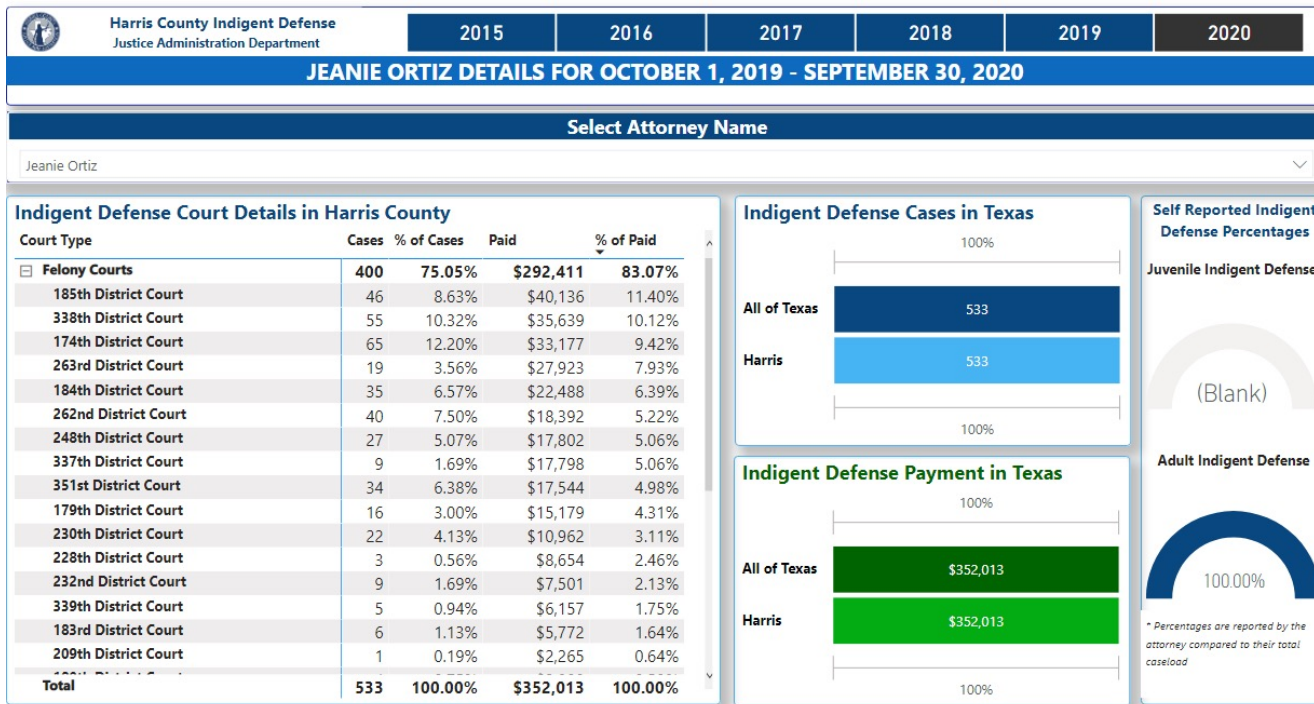 Harris County Indigent Defense
Justice Administration Department
2015 2016 2017 2018 2019 2020
JEANIE ORTIZ DETAILS FOR OCTOBER 1, 2019 - SEPTEMBER 30, 2020
Select Attorney Name
Jeanie Ortiz
Indigent Defense Court Details in Harris County
Court Type Cases % of Cases Paid % of Paid
Felony Courts 400 75.05% $292,411 83.07%
185th District Court 46 8.63% $40,136 11.40%
338th District Court 55 10.32% $35,639 10.12%
174th District Court 65 12.20% $33,177 9.42%
263rd District Court 19 3.56% $27,923 7.93%
184th District Court 35 6.57% $22,488 6.39%
262nd District Court 40 7.50% $18,392 5.22%
248th District Court 27 5.07% $17,802 5.06%
337th District Court 9 1.69% $17,798 5.06%
351st District Court 34 6.38% $17,544 4.98%
179th District Court 16 3.00% $15,179 4.31%
230th District Court 22 4.13% $10,962 3.11%
228th District Court 3 0.56% $8,654 2.46%
232nd District Court 9 1.69% $7,501 2.13%
339th District Court 5 0.94% $6,157 1.75%
183rd District Court 6 1.13% $5,772 1.64%
209th District Court 1 0.19% $2,265 0.64%
Total 533 100.00% $352,013 100.00%
Indigent Defense Cases in Texas
100%
All of Texas 533
Harris 533
100%
Indigent Defense Payment in Texas
100%
All of Texas $352,013
Harris $352,013
100%
Self Reported Indigent
Defense Percentages
Juvenile Indigent Defense
(Blank)
Adult Indigent Defense
100.00%
* Percentages are reported by the
attorney compared to their total
caseload